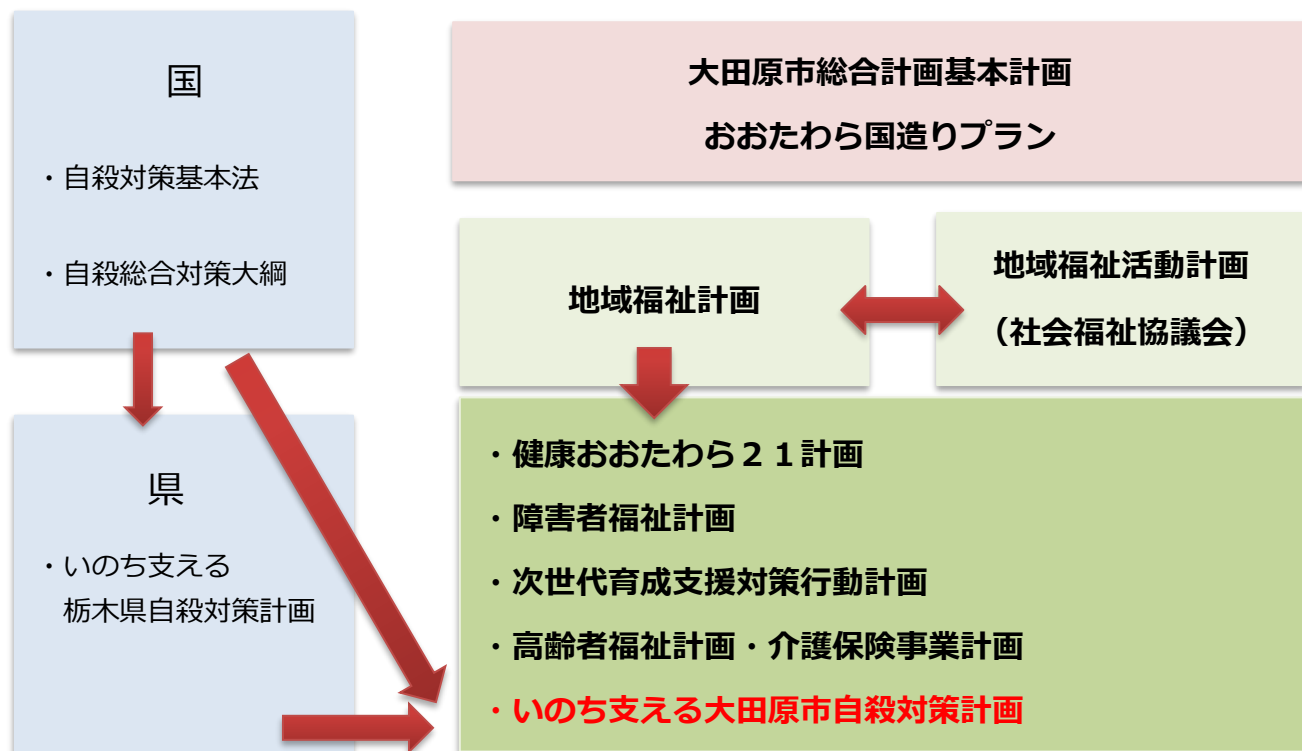 国
・自殺対策基本法
・自殺総合対策大綱
県
・いのち支える
栃木県自殺対策計画
大田原市総合計画基本計画
おおたわら国造りプラン
地域福祉計画
地域福祉活動計画
（社会福祉協議会）
・健康おおたわら２１計画
・障害者福祉計画
・次世代育成支援対策行動計画
・高齢者福祉計画・介護保険事業計画
・いのち支える大田原市自殺対策計画